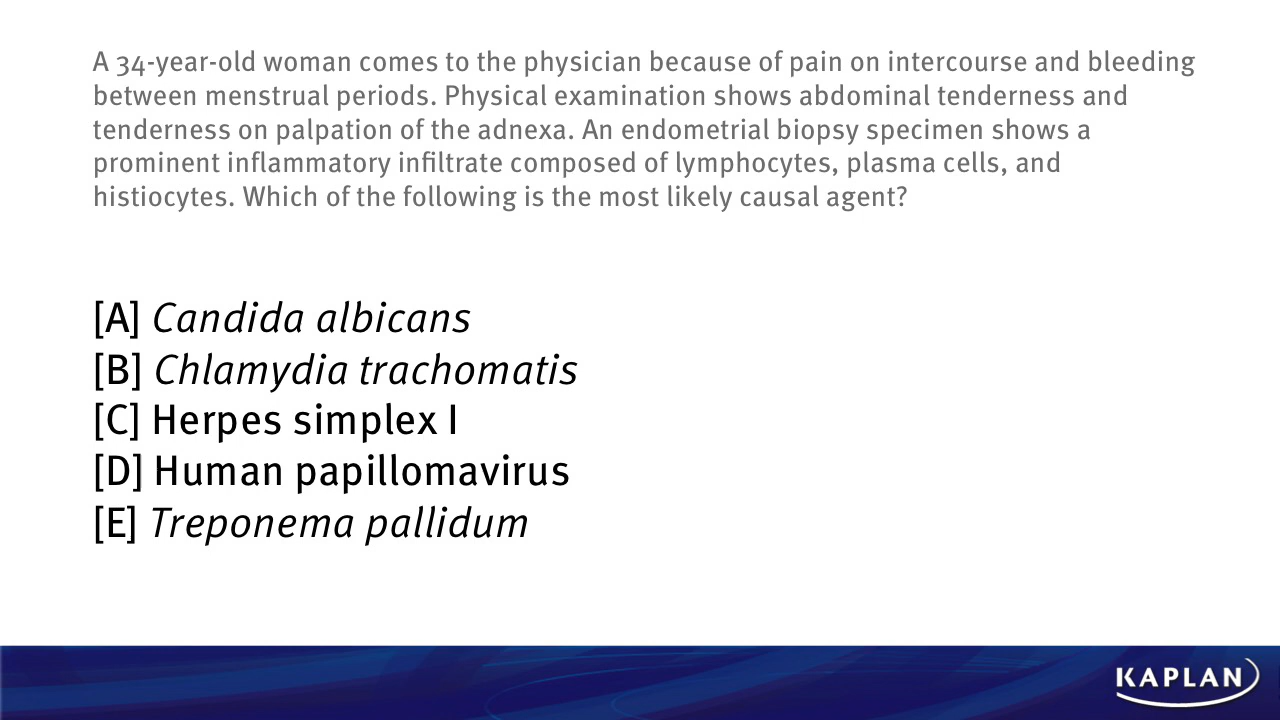 A 34-year-old woman comes to the physician because of pain on intercourse and bleeding
between menstrual periods. Physical examination shows abdominal tenderness and
tenderness on palpation of the adnexa. An endometrial biopsy specimen shows a
prominent inflammatory infiltrate composed of lymphocytes, plasma cells, and
histiocytes. Which of the following is the most likely causal agent?
[A] Candida albicans
[B] Chlamydia trachomatis
[C] Herpes simplex I
[D] Human papillomavirus
[E] Treponema pallidum
KAPLAN